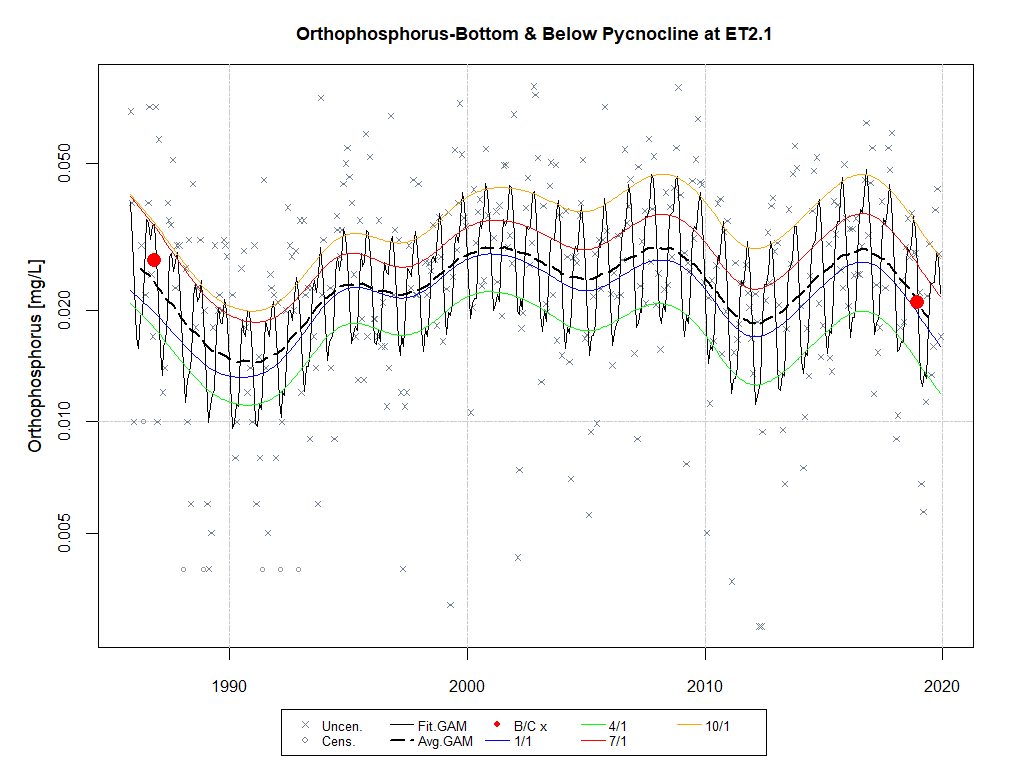 Orthophosphorus-Bottom & Below Pycnocline at ET2.1
Orthophosphorus [mg/L]
0.050
0.020
0.010
0.005
1990 2000 2010 2020
Uncen. Fit.GAM B/C x 4/1 10/1
Cens. Avg.GAM 1/1 7/1